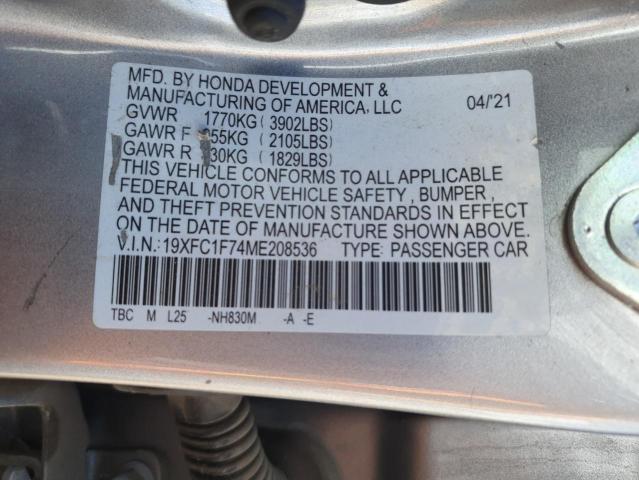 MFD. BY HONDA DEVELOPMENT &
MANUFACTURING OF AMERICA, LLC 04/'21
GVWR 1770KG ( 3902LBS)
GAWR F 55KG ( 2105LBS)
GAWR R 30KG ( 1829LBS)
THIS VEHICLE CONFORMS TO ALL APPLICABLE
FEDERAL MOTOR VEHICLE SAFETY , BUMPER ,
AND THEFT PREVENTION STANDARDS IN EFFECT
ON THE DATE OF MANUFACTURE SHOWN ABOVE.
V.I.N.:19XFC1F74ME208536 TYPE: PASSENGER CAR
TBC M L25 -NH830M -A -E